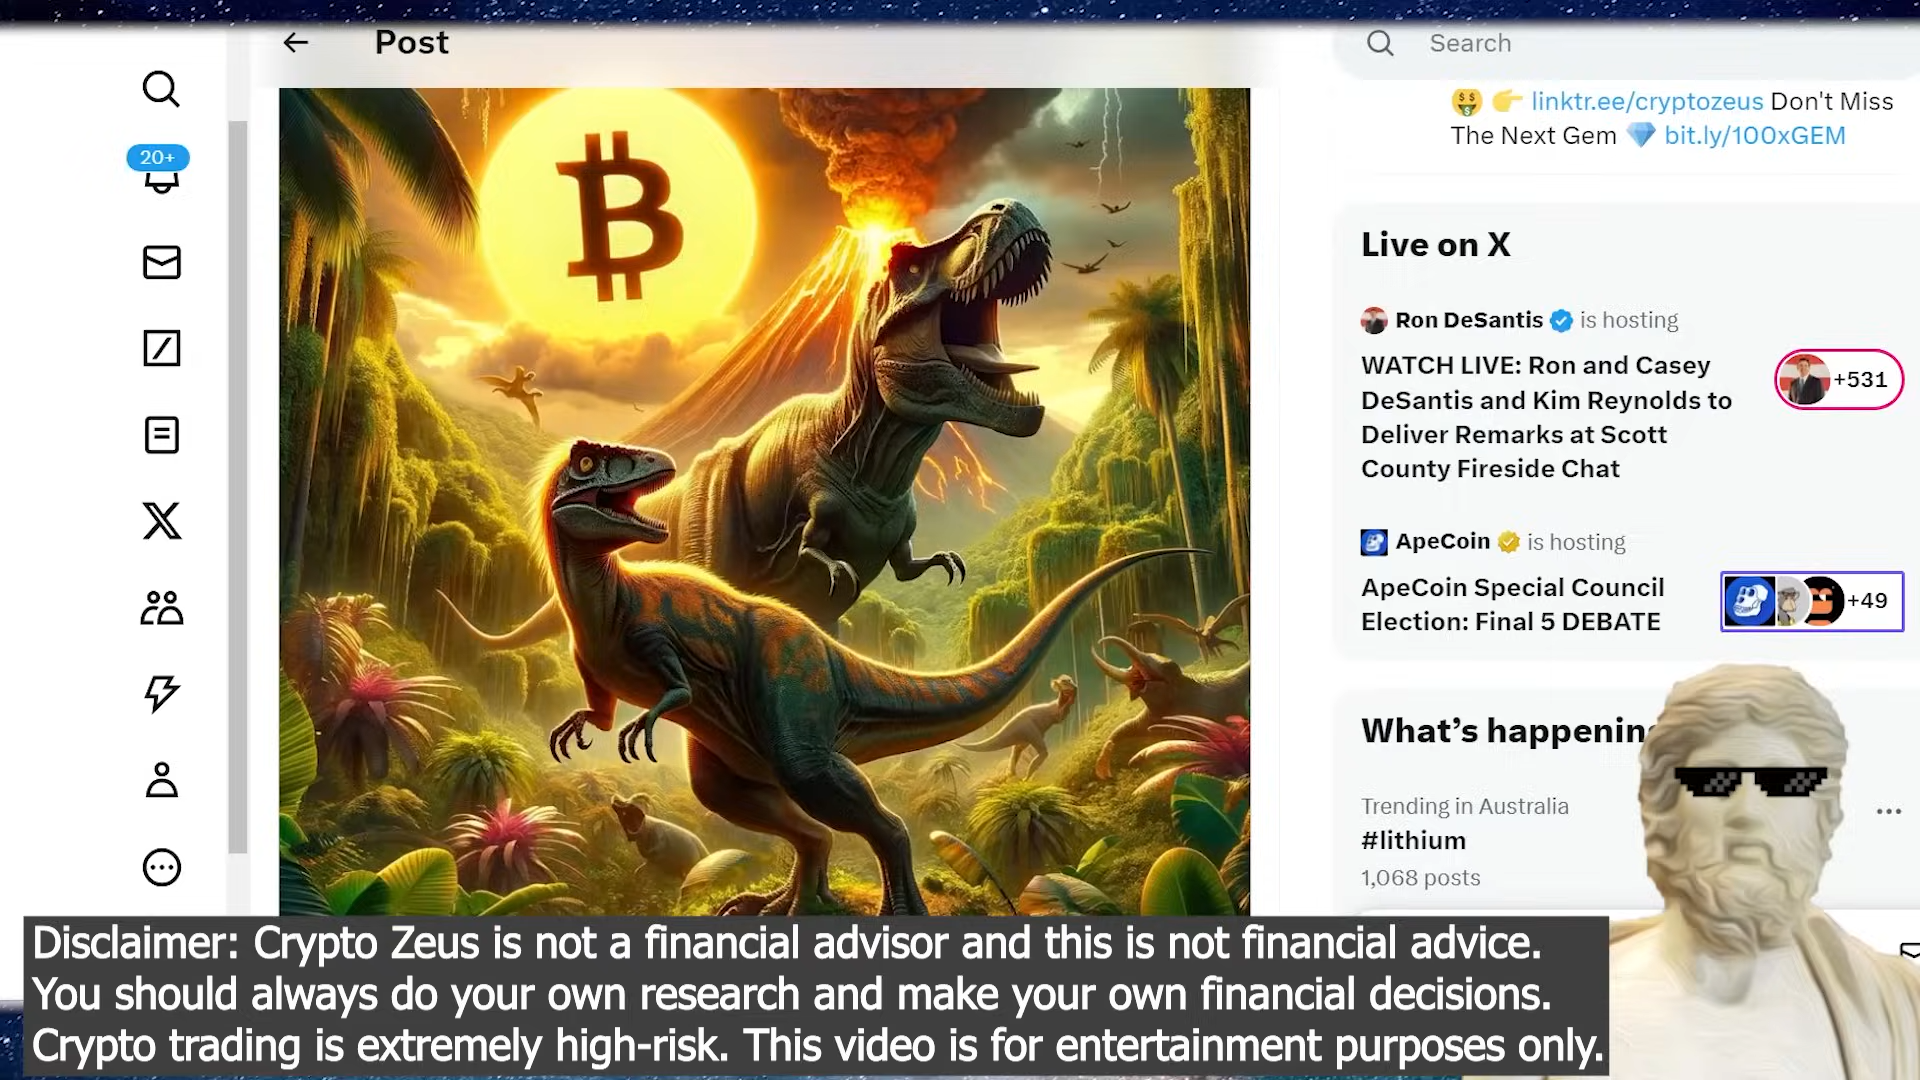 Post
Search
20+
linktr.ee/cryptozeus Don't Miss
The Next Gem bit.ly/100xGEM
Live on X
Ron DeSantis is hosting
WATCH LIVE: Ron and Casey
DeSantis and Kim Reynolds to
Deliver Remarks at Scott
County Fireside Chat
+531
ApeCoin is hosting
ApeCoin Special Council
Election: Final 5 DEBATE
+49
What's happenin
Trending in Australia
#lithium
1,068 posts
Disclaimer: Crypto Zeus is not a financial advisor and this is not financial advice.
You should always do your own research and make your own financial decisions.
Crypto trading is extremely high-risk. This video is for entertainment purposes only.